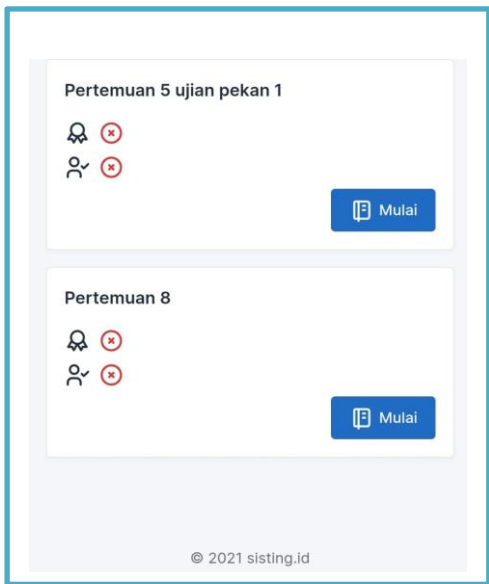 Pertemuan 5 ujian pekan 1
Mulai
Pertemuan 8
Mulai
© 2021 sisting.id